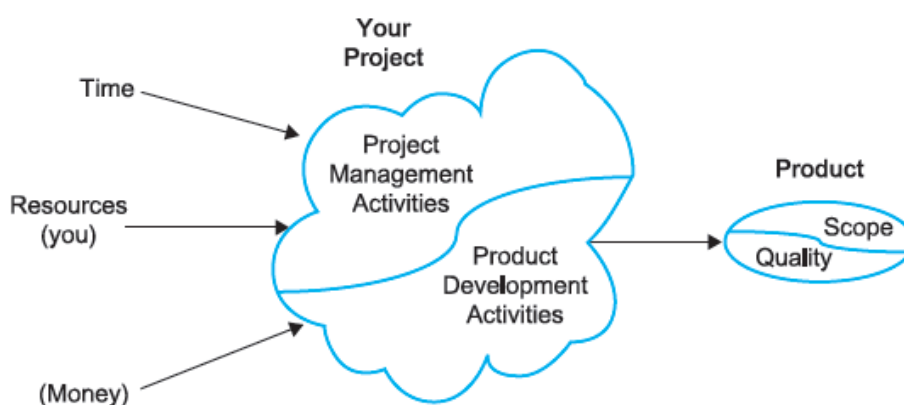 Your
Project
Time
Project
Management
Activities
Product
Resources
(you)
Scope
Quality
Product
Development
Activities
(Money)